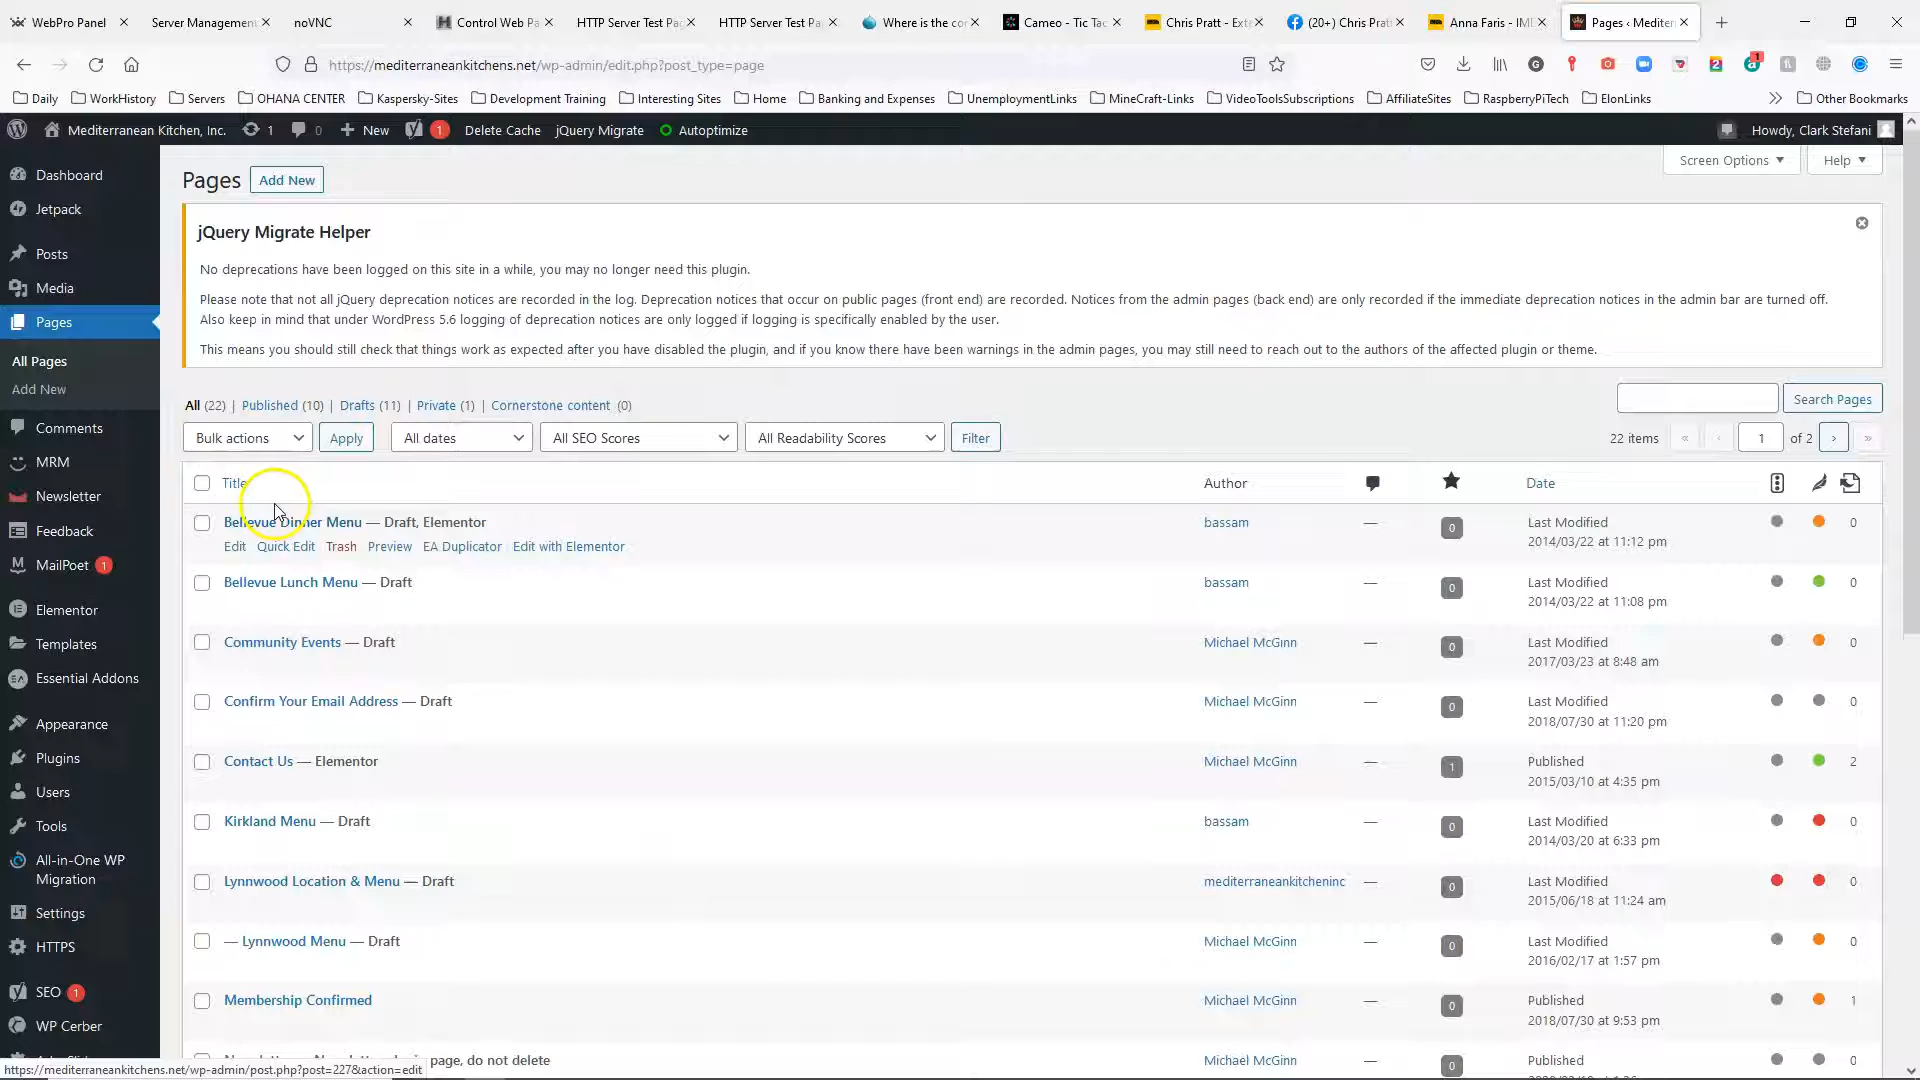 WebPro Panel
Server Management
noVNC
Control Web Pa
HTTP Server Test Pag
HTTP Server Test Pa
Where is the co
Cameo - Tic Tac
Chris Pratt - Ext
(20+) Chris Prat
Anna Faris - IM
Pages ‹ Mediter
https://mediterraneankitchens.net/wp-admin/edit.php?post_type=page
Daily
WorkHistory
Servers
OHANA CENTER
Kaspersky-Sites
Development Training
Interesting Sites
Home
Banking and Expenses
UnemploymentLinks
MineCraft-Links
VideoToolsSubscriptions
AffiliateSites
RaspberryPiTech
ElonLinks
Other Bookmarks
Mediterranean Kitchen, Inc.
1
0
New
1
Delete Cache
jQuery Migrate
Autoptimize
Howdy, Clark Stefani
Dashboard
Jetpack
Posts
Media
Pages
All Pages
Add New
Comments
MRM
Newsletter
Feedback
MailPoet 1
Elementor
Templates
Essential Addons
Appearance
Plugins
Users
Tools
All-in-One WP
Migration
Settings
HTTPS
SEO 1
WP Cerber
Screen Options
Help
Pages
Add New
jQuery Migrate Helper
No deprecations have been logged on this site in a while, you may no longer need this plugin.
Please note that not all jQuery deprecation notices are recorded in the log. Deprecation notices that occur on public pages (front end) are recorded. Notices from the admin pages (back end) are only recorded if the immediate deprecation notices in the admin bar are turned off.
Also keep in mind that under WordPress 5.6 logging of deprecation notices are only logged if logging is specifically enabled by the user.
This means you should still check that things work as expected after you have disabled the plugin, and if you know there have been warnings in the admin pages, you may still need to reach out to the authors of the affected plugin or theme.
All (22) | Published (10) | Drafts (11) | Private (1) | Cornerstone content (0)
Search Pages
Bulk actions
Apply
All dates
All SEO Scores
All Readability Scores
Filter
22 items « ‹ 1 of 2 › »
Title
Author
Date
Bellevue Dinner Menu — Draft, Elementor
Edit Quick Edit Trash Preview EA Duplicator Edit with Elementor
bassam
—
0
Last Modified
2014/03/22 at 11:12 pm
0
Bellevue Lunch Menu — Draft
bassam
—
0
Last Modified
2014/03/22 at 11:08 pm
0
Community Events — Draft
Michael McGinn
—
0
Last Modified
2017/03/23 at 8:48 am
0
Confirm Your Email Address — Draft
Michael McGinn
—
0
Last Modified
2018/07/30 at 11:20 pm
0
Contact Us — Elementor
Michael McGinn
—
1
Published
2015/03/10 at 4:35 pm
2
Kirkland Menu — Draft
bassam
—
0
Last Modified
2014/03/20 at 6:33 pm
0
Lynnwood Location & Menu — Draft
mediterraneankitcheninc
—
0
Last Modified
2015/06/18 at 11:24 am
0
— Lynnwood Menu — Draft
Michael McGinn
—
0
Last Modified
2016/02/17 at 1:57 pm
0
Membership Confirmed
Michael McGinn
—
0
Published
2018/07/30 at 9:53 pm
1
page, do not delete
Michael McGinn
—
0
Published
0
https://mediterraneankitchens.net/wp-admin/post.php?post=227&action=edit